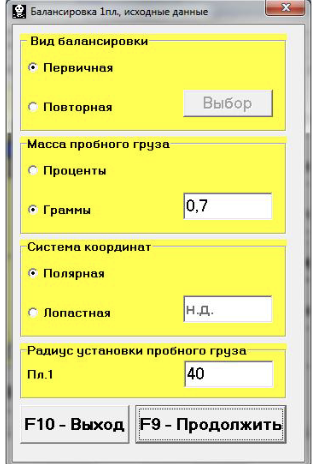 Балансировка 1пл., исходные данные
Вид балансировки
Первичная
Повторная
Выбор
Масса пробного груза
Проценты
Граммы
0,7
Система координат
Полярная
Лопастная
н.д.
Радиус установки пробного груза
Пл.1
40
F10 - Выход
F9 - Продолжить